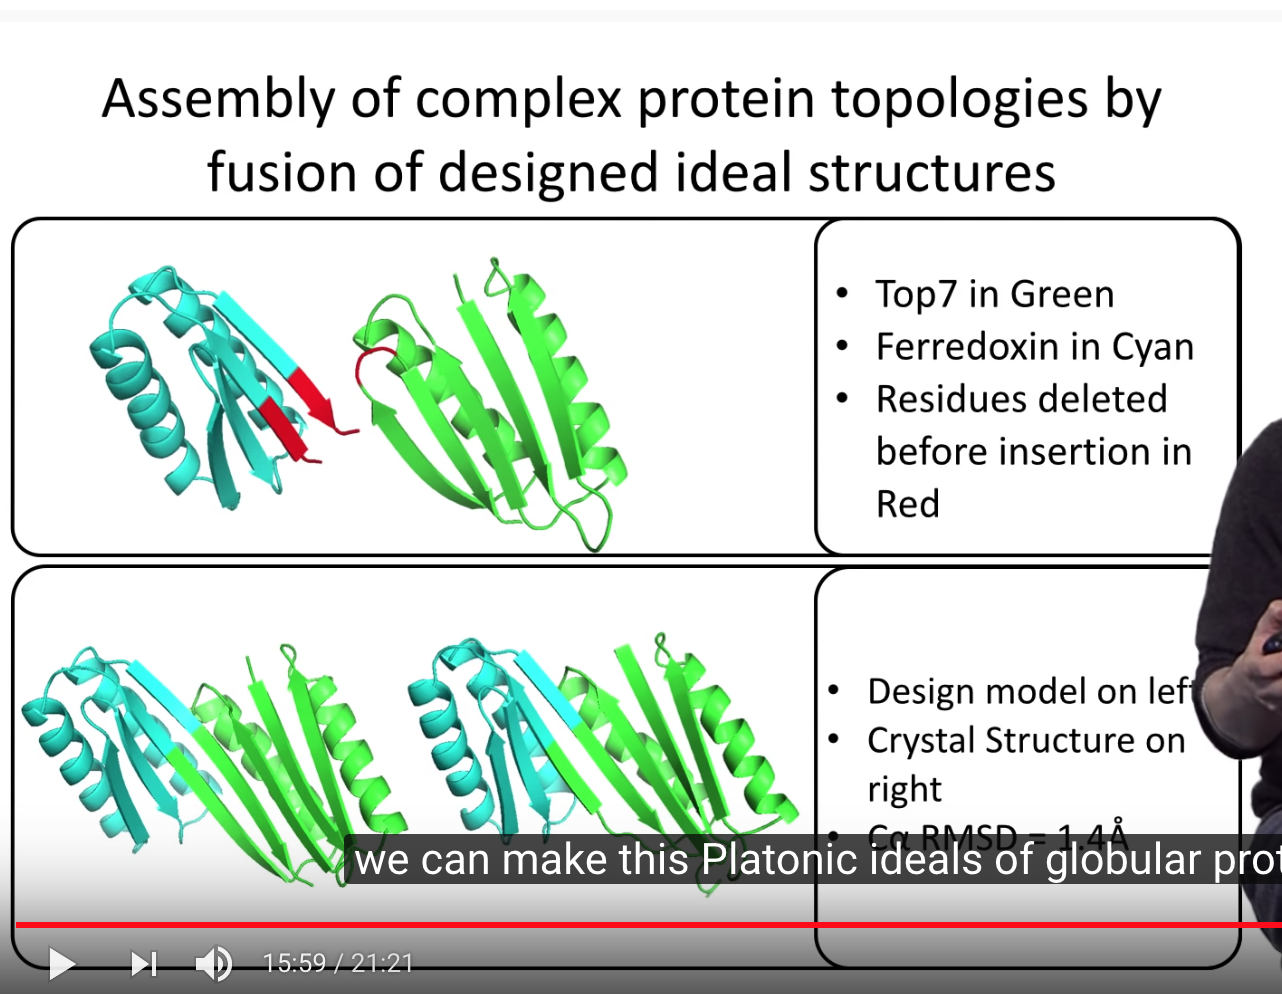 Assembly of complex protein topologies by
fusion of designed ideal structures
• Top7 in Green
• Ferredoxin in Cyan
• Residues deleted
before insertion in
Red
• Design model on left
• Crystal Structure on
right
• Cα RMSD = 1.4Å
we can make this Platonic ideals of globular prot
15:59 / 21:21